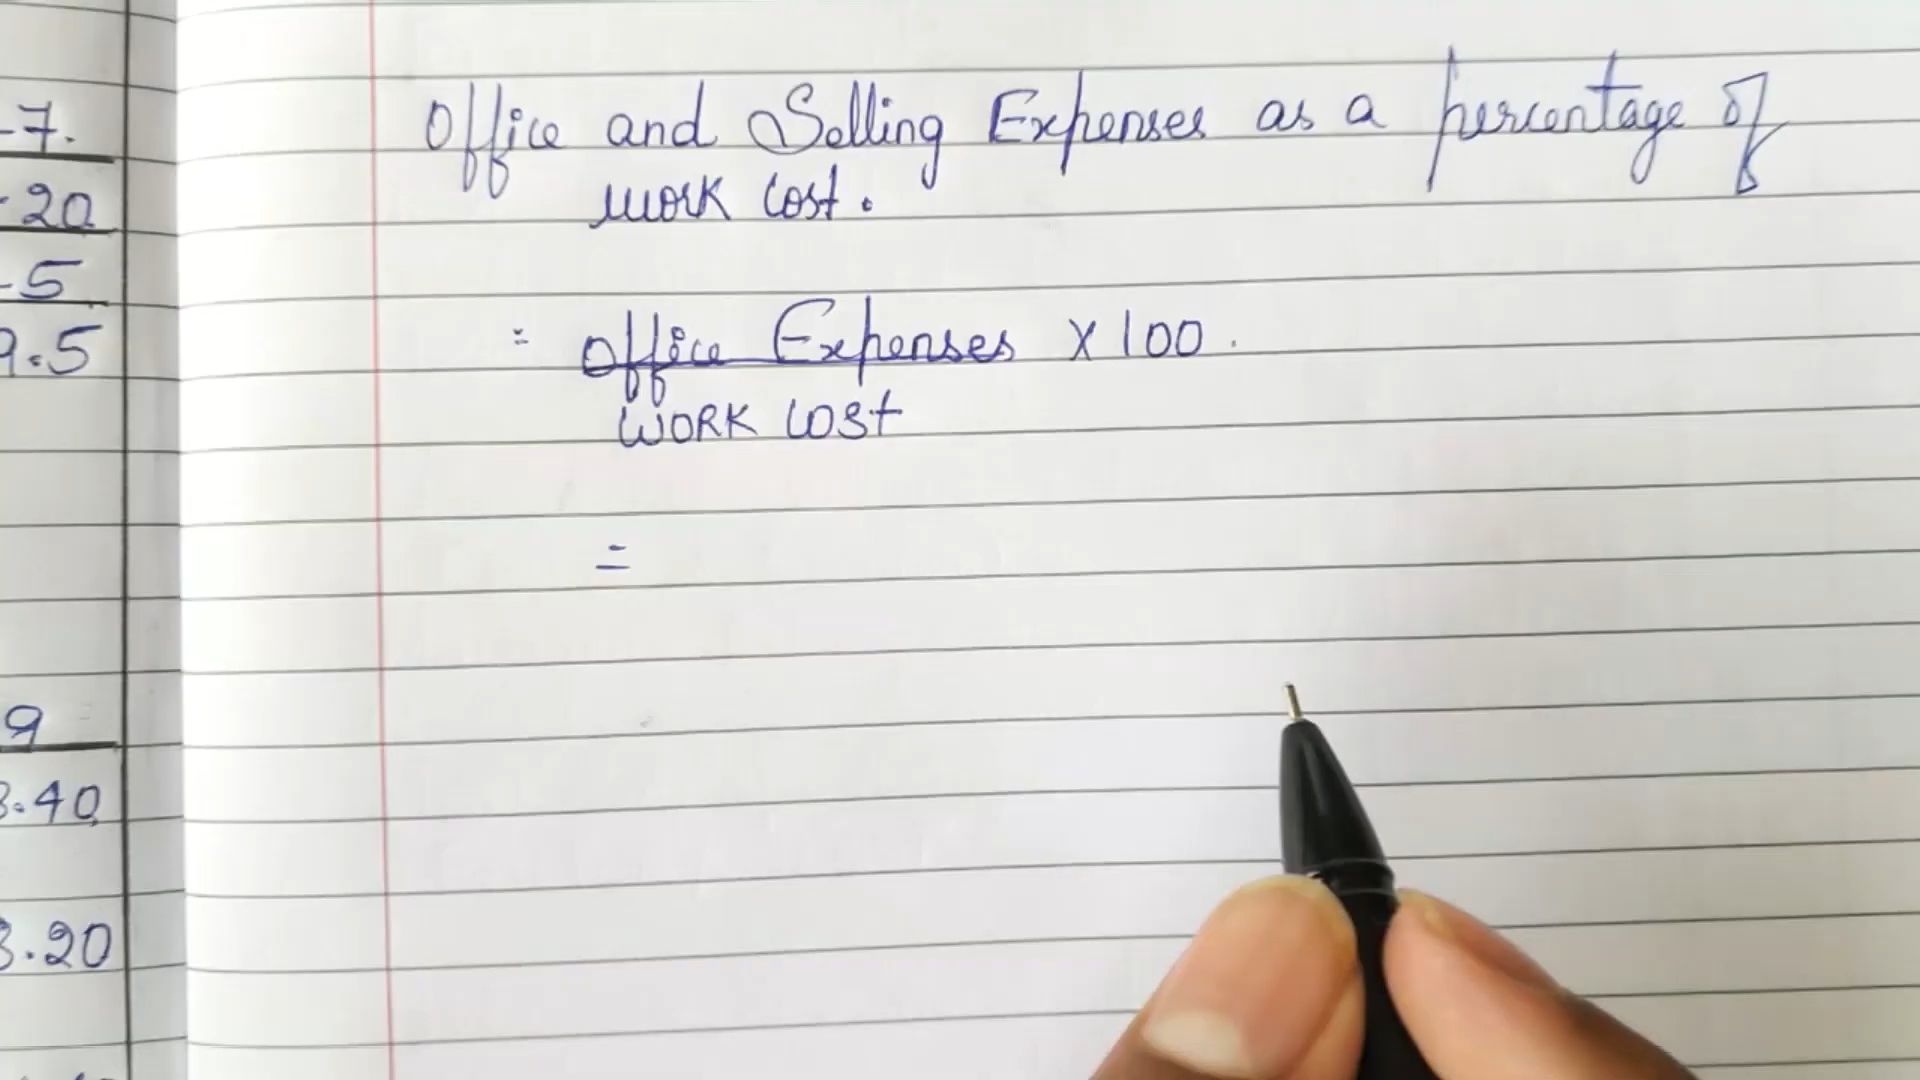 -7.
-20
-5
9.5
9
3.40
3.20
Office and Selling Expenses as a percentage of
work cost.
= Office Expenses X 100.
WORK COST
=